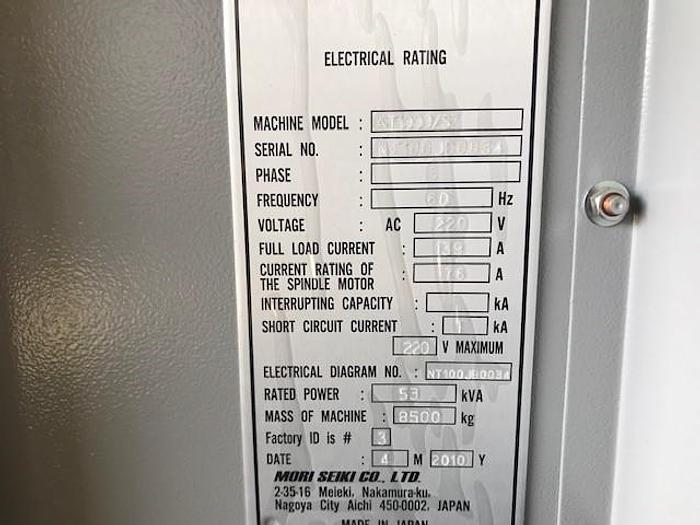 ELECTRICAL RATING
MACHINE MODEL :
SERIAL NO. :
PHASE : 3
FREQUENCY : 60 Hz
VOLTAGE : AC 220 V
FULL LOAD CURRENT : 139 A
CURRENT RATING OF
THE SPINDLE MOTOR : 78 A
INTERRUPTING CAPACITY : kA
SHORT CIRCUIT CURRENT : 1 kA
220 V MAXIMUM
ELECTRICAL DIAGRAM NO. :
RATED POWER : 53 kVA
MASS OF MACHINE : 8500 kg
Factory ID is # 3
DATE : 4 M 2010 Y
MORI SEIKI CO., LTD.
2-35-16 Meieki, Nakamura-ku,
Nagoya City Aichi 450-0002, JAPAN
MADE IN JAPAN